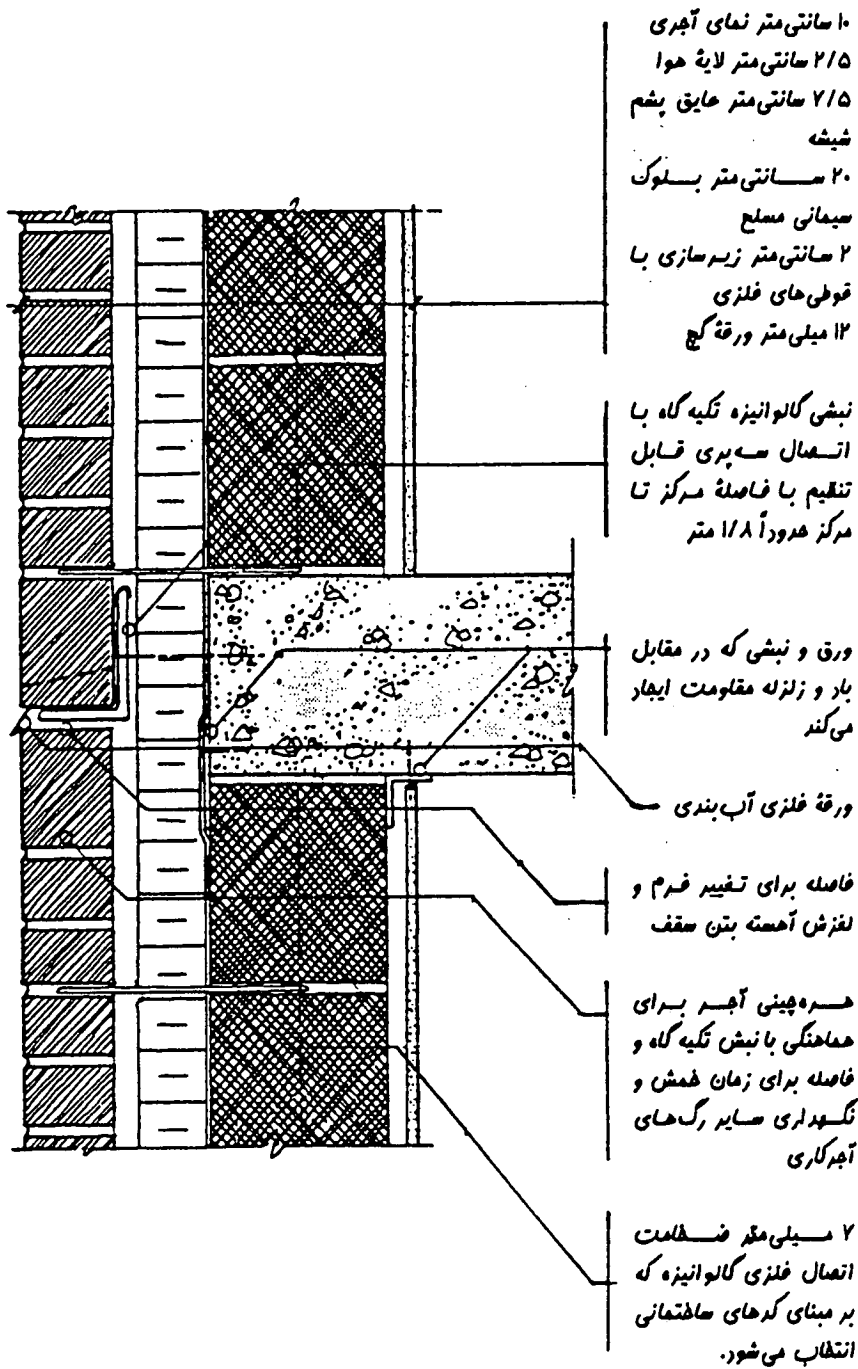 ۱۰ سانتی‌متر نمای آجری
۲/۵ سانتی‌متر لایهٔ هوا
۷/۵ سانتی‌متر عایق پشم
شیشه
۲۰ سانتی‌متر بلوک
سیمانی مسلح
۲ سانتی‌متر زیرسازی با
قوطی‌های فلزی
۱۲ میلی‌متر ورقهٔ گچ
نبشی گالوانیزه تکیه گاه با
اتصال سه‌پری قابل
تنظیم با فاصلهٔ مرکز تا
مرکز حدوداً ۱/۸ متر
ورق و نبشی که در مقابل
بار و زلزله مقاومت ایجاد
می‌کند
ورقهٔ فلزی آب‌بندی
فاصله برای تغییر فرم و
لغزش آهسته بتن سقف
هره‌چینی آجر برای
هماهنگی با نبش تکیه گاه و
فاصله برای زمان خمش و
نگهداری سایر رگ‌های
آجرکاری
۷ میلی‌متر ضخامت
اتصال فلزی گالوانیزه که
بر مبنای کدهای ساختمانی
انتخاب می‌شود.